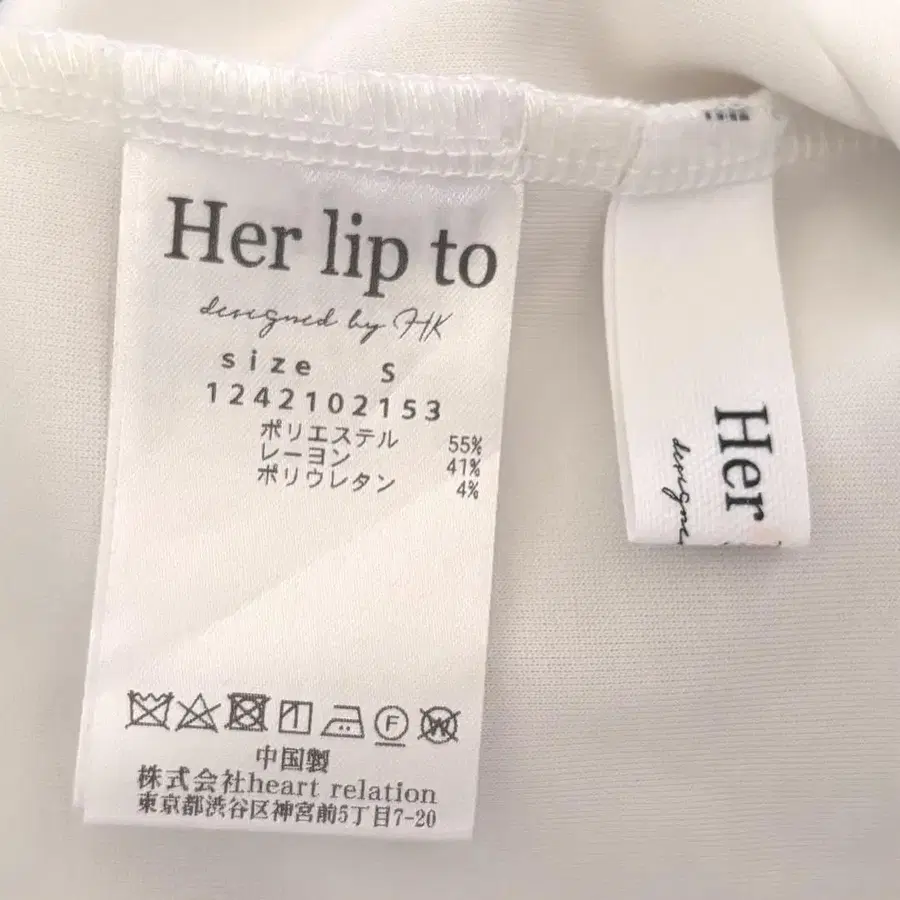 Her lip to
designed by HK
size S
1242102153
ポリエステル 55%
レーヨン 41%
ポリウレタン 4%
F
W
中国製
株式会社heart relation
東京都渋谷区神宮前5丁目7-20
Her